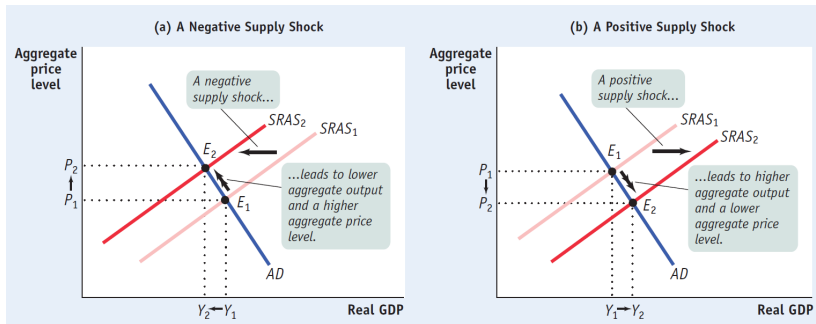 (a) A Negative Supply Shock
Aggregate
price
level
A negative
supply shock...
SRAS2
SRAS1
E2
P2
P1
...leads to lower
aggregate output
and a higher
aggregate price
level.
E1
AD
Y2
Y1
Real GDP
(b) A Positive Supply Shock
Aggregate
price
level
A positive
supply shock...
SRAS1
SRAS2
E1
P1
P2
...leads to higher
aggregate output
and a lower
aggregate price
level.
E2
AD
Y1
Y2
Real GDP